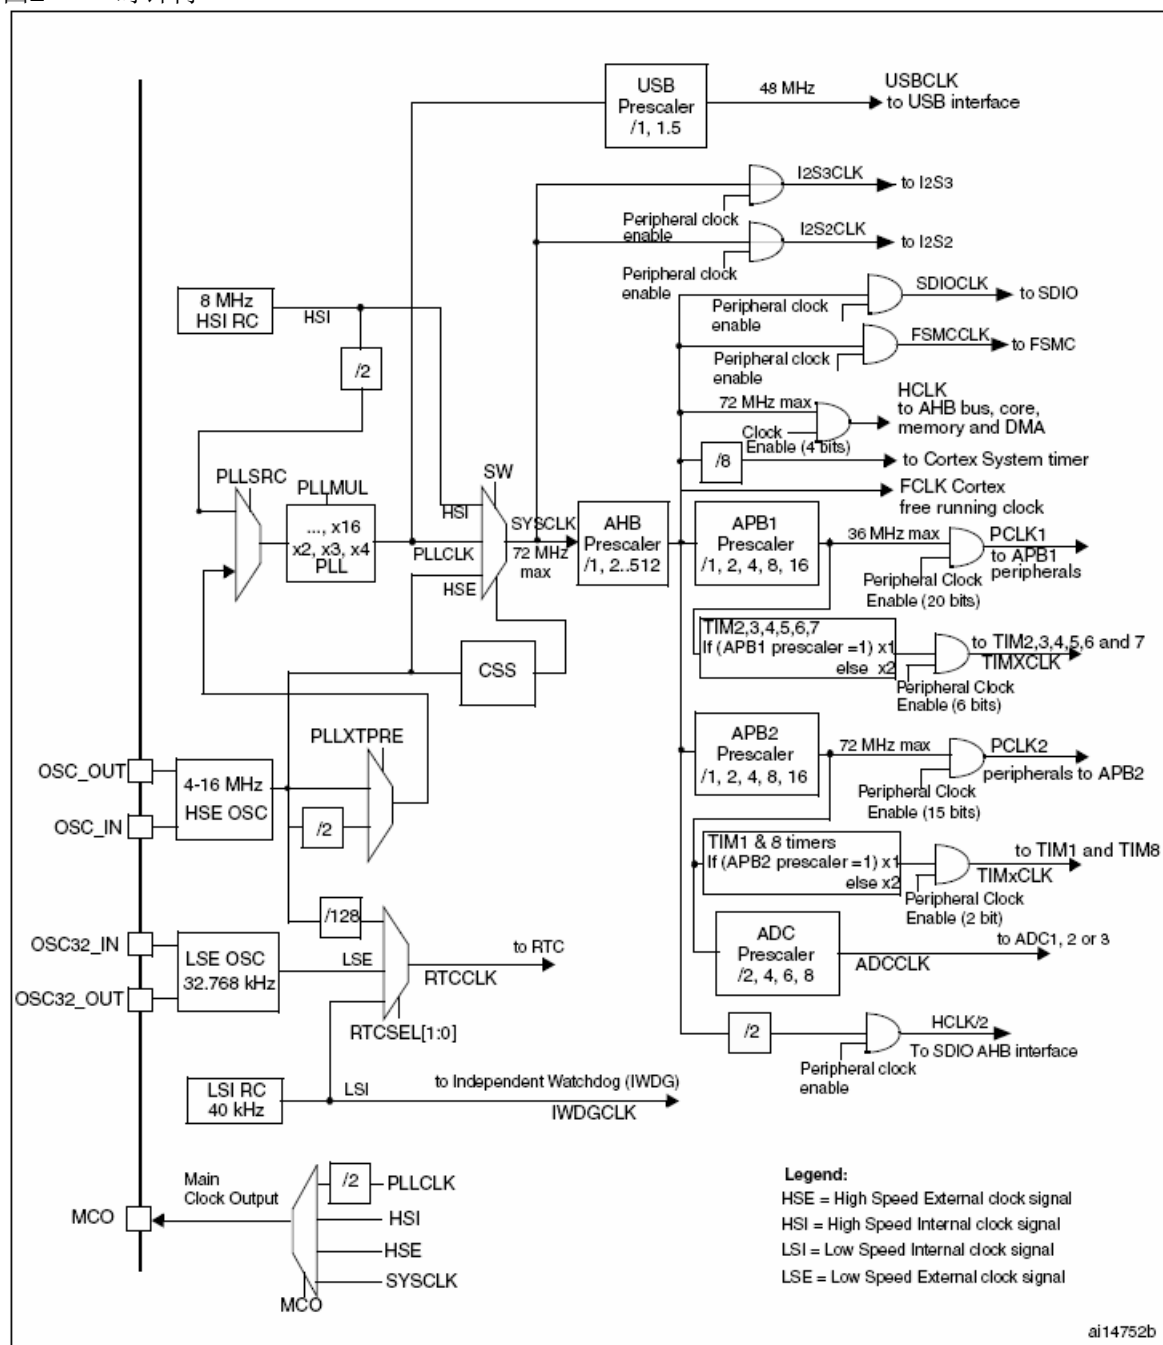 USB
Prescaler
/1, 1.5
48 MHz
USBCLK
to USB interface
I2S3CLK
to I2S3
Peripheral clock
enable
I2S2CLK
to I2S2
Peripheral clock
enable
SDIOCLK
to SDIO
Peripheral clock
enable
FSMCCLK
to FSMC
Peripheral clock
enable
8 MHz
HSI RC
HSI
/2
HCLK
to AHB bus, core,
memory and DMA
72 MHz max
Clock
Enable (4 bits)
/8
to Cortex System timer
FCLK Cortex
free running clock
PLLSRC
PLLMUL
..., x16
x2, x3, x4
PLL
SW
HSI
PLLCLK
HSE
SYSCLK
72 MHz
max
AHB
Prescaler
/1, 2..512
APB1
Prescaler
/1, 2, 4, 8, 16
36 MHz max
PCLK1
to APB1
peripherals
Peripheral Clock
Enable (20 bits)
TIM2,3,4,5,6,7
If (APB1 prescaler =1) x1
else x2
to TIM2,3,4,5,6 and 7
TIMXCLK
Peripheral Clock
Enable (6 bits)
CSS
PLLXTPRE
OSC_OUT
OSC_IN
4-16 MHz
HSE OSC
/2
APB2
Prescaler
/1, 2, 4, 8, 16
72 MHz max
PCLK2
peripherals to APB2
Peripheral Clock
Enable (15 bits)
TIM1 & 8 timers
If (APB2 prescaler =1) x1
else x2
to TIM1 and TIM8
TIMxCLK
Peripheral Clock
Enable (2 bit)
/128
OSC32_IN
OSC32_OUT
LSE OSC
32.768 kHz
LSE
to RTC
RTCCLK
RTCSEL[1:0]
ADC
Prescaler
/2, 4, 6, 8
to ADC1, 2 or 3
ADCCLK
/2
HCLK/2
To SDIO AHB interface
Peripheral clock
enable
LSI RC
40 kHz
LSI
to Independent Watchdog (IWDG)
IWDGCLK
Main
Clock Output
MCO
/2
PLLCLK
HSI
HSE
SYSCLK
MCO
Legend:
HSE = High Speed External clock signal
HSI = High Speed Internal clock signal
LSI = Low Speed Internal clock signal
LSE = Low Speed External clock signal
ai14752b